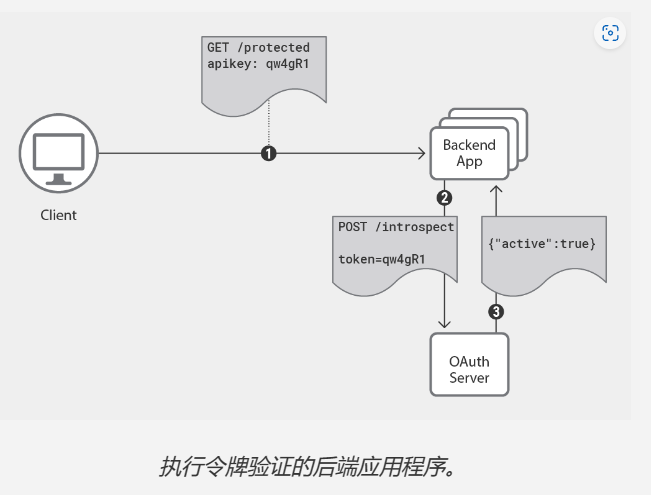 GET /protected
apikey: qw4gR1
1
Client
Backend
App
2
POST /introspect
token=qw4gR1
{"active":true}
3
OAuth
Server
执行令牌验证的后端应用程序。